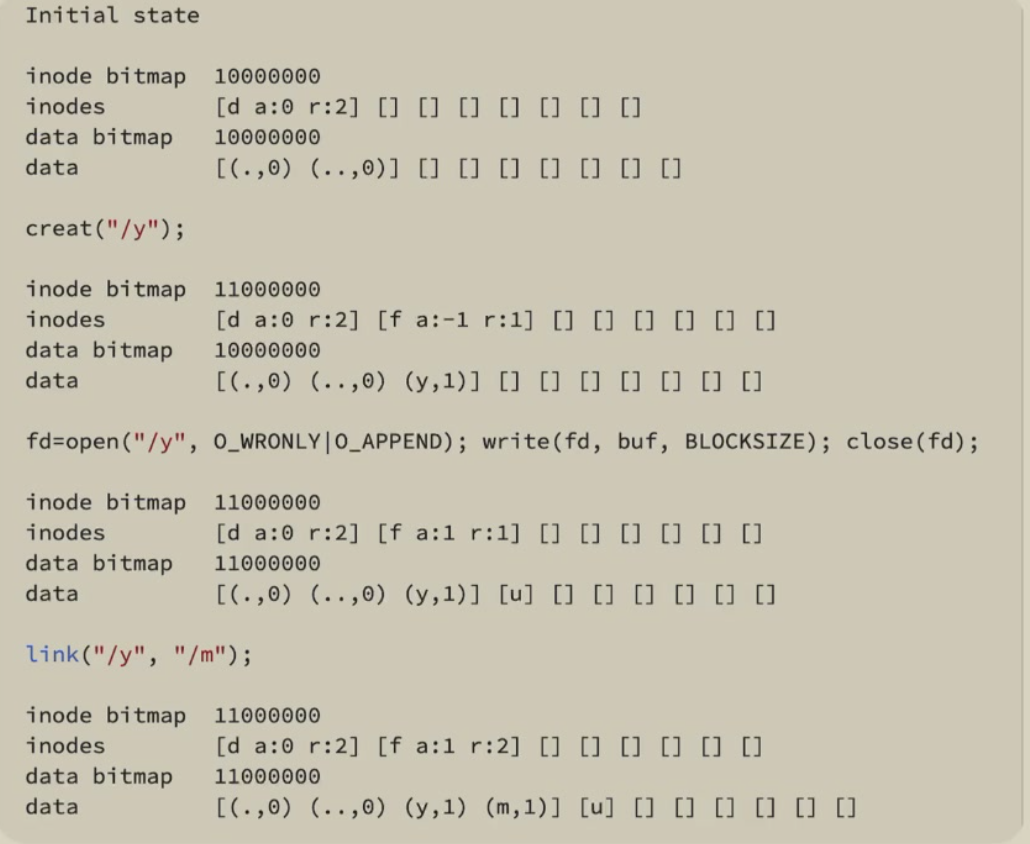 Initial state
inode bitmap  10000000
inodes        [d a:0 r:2] [] [] [] [] [] [] []
data bitmap   10000000
data          [(.,0) (..,0)] [] [] [] [] [] [] []
creat("/y");
inode bitmap  11000000
inodes        [d a:0 r:2] [f a:-1 r:1] [] [] [] [] [] []
data bitmap   10000000
data          [(.,0) (..,0) (y,1)] [] [] [] [] [] [] []
fd=open("/y", O_WRONLY|O_APPEND); write(fd, buf, BLOCKSIZE); close(fd);
inode bitmap  11000000
inodes        [d a:0 r:2] [f a:1 r:1] [] [] [] [] [] []
data bitmap   11000000
data          [(.,0) (..,0) (y,1)] [u] [] [] [] [] [] []
link("/y", "/m");
inode bitmap  11000000
inodes        [d a:0 r:2] [f a:1 r:2] [] [] [] [] [] []
data bitmap   11000000
data          [(.,0) (..,0) (y,1) (m,1)] [u] [] [] [] [] [] []